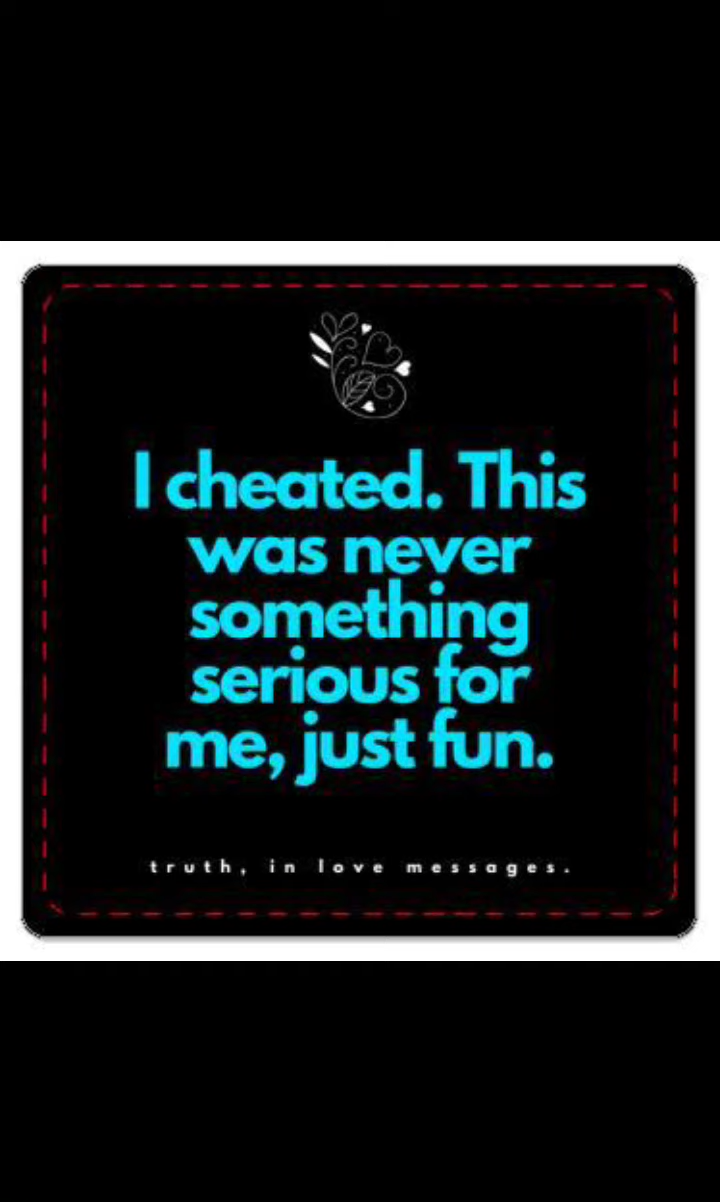 I cheated. This
was never
something
serious for
me, just fun.
truth, in love messages.